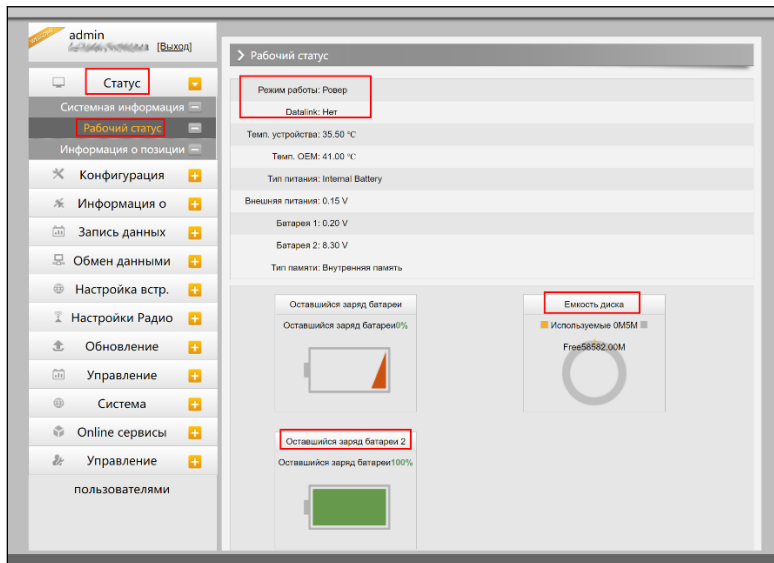 admin
[Выход]
Статус
Системная информация
Рабочий статус
Информация о позиции
Конфигурация
Информация о
Запись данных
Обмен данными
Настройка встр.
Настройки Радио
Обновление
Управление
Система
Online сервисы
Управление
пользователями
Рабочий статус
Режим работы: Ровер
Datalink: Нет
Темп. устройства: 35.50 °C
Темп. OEM: 41.00 °C
Тип питания: Internal Battery
Внешняя питания: 0.15 V
Батарея 1: 0.20 V
Батарея 2: 8.30 V
Тип памяти: Внутренняя память
Оставшийся заряд батареи
Оставшийся заряд батареи0%
Емкость диска
Используемые 0M5M
Free58582.00M
Оставшийся заряд батареи 2
Оставшийся заряд батареи100%